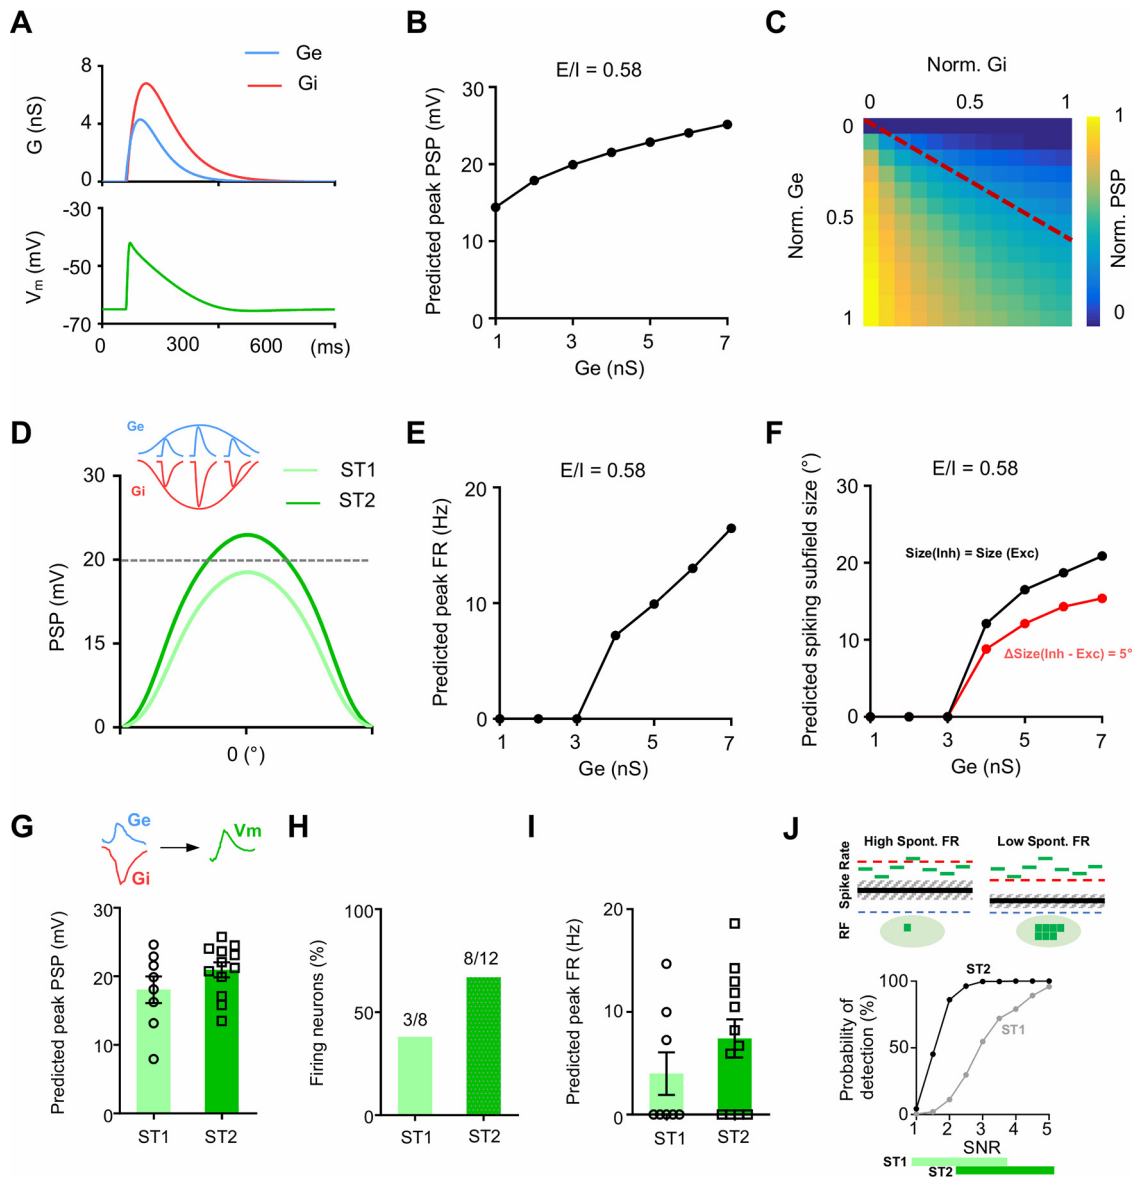 A
Ge
Gi
G (nS)
8
4
0
Vm (mV)
-30
-50
-70
0
300
600
(ms)
B
E/I = 0.58
Predicted peak PSP (mV)
30
20
10
0
1
3
5
7
Ge (nS)
C
Norm. Gi
0
0.5
1
Norm. Ge
0
0.5
1
1
0
Norm. PSP
D
Ge
Gi
ST1
ST2
PSP (mV)
30
20
15
0
0 (°)
E
E/I = 0.58
Predicted peak FR (Hz)
20
10
0
1
3
5
7
Ge (nS)
F
E/I = 0.58
Predicted spiking subfield size (°)
30
20
10
0
Size(Inh) = Size (Exc)
ΔSize(Inh - Exc) = 5°
1
3
5
7
Ge (nS)
G
Ge
Gi
Vm
Predicted peak PSP (mV)
30
20
10
0
ST1
ST2
H
Firing neurons (%)
100
50
0
3/8
8/12
ST1
ST2
I
Predicted peak FR (Hz)
20
10
0
ST1
ST2
J
High Spont. FR
Low Spont. FR
Spike Rate
RF
Probability of
detection (%)
100
50
0
ST2
ST1
1
2
3
4
5
SNR
ST1
ST2